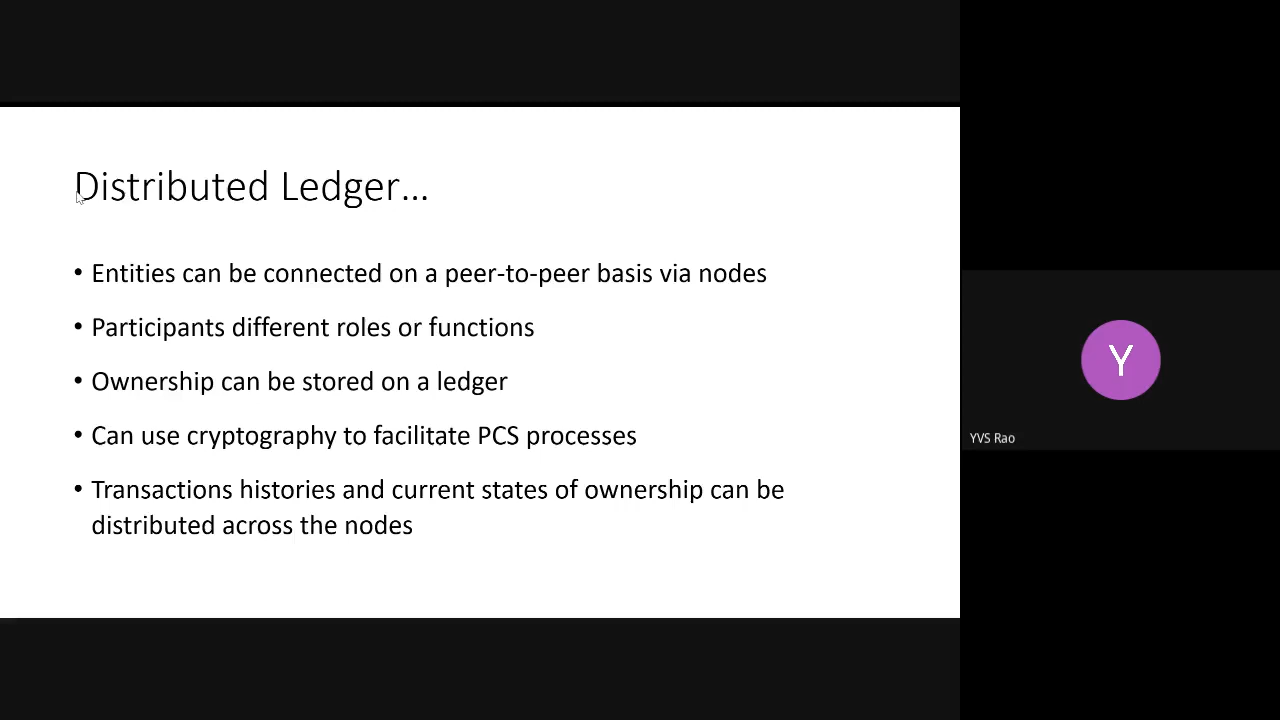 Distributed Ledger...
• Entities can be connected on a peer-to-peer basis via nodes
• Participants different roles or functions
• Ownership can be stored on a ledger
• Can use cryptography to facilitate PCS processes
• Transactions histories and current states of ownership can be
distributed across the nodes
Y
YVS Rao